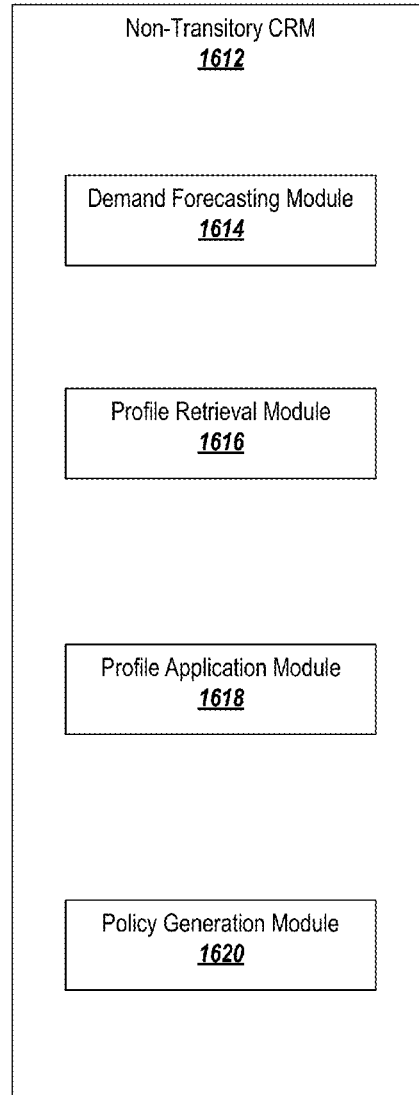 Non-Transitory CRM
1612
Demand Forecasting Module
1614
Profile Retrieval Module
1616
Profile Application Module
1618
Policy Generation Module
1620